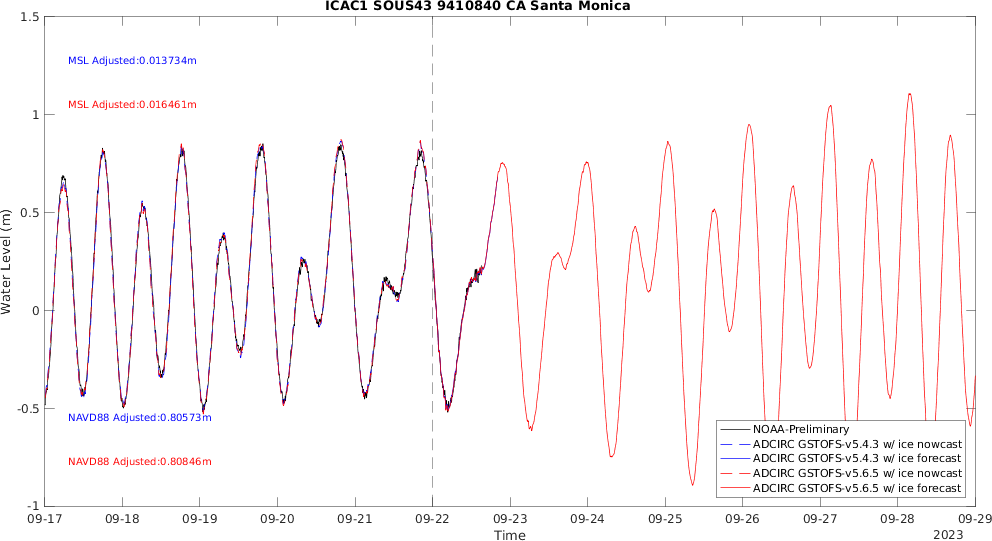 ICAC1 SOUS43 9410840 CA Santa Monica
1.5
1
0.5
0
-0.5
-1
Water Level (m)
MSL Adjusted:0.013734m
MSL Adjusted:0.016461m
NAVD88 Adjusted:0.80573m
NAVD88 Adjusted:0.80846m
NOAA-Preliminary
ADCIRC GSTOFS-v5.4.3 w/ ice nowcast
ADCIRC GSTOFS-v5.4.3 w/ ice forecast
ADCIRC GSTOFS-v5.6.5 w/ ice nowcast
ADCIRC GSTOFS-v5.6.5 w/ ice forecast
09-17 09-18 09-19 09-20 09-21 09-22 09-23 09-24 09-25 09-26 09-27 09-28 09-29
Time
2023